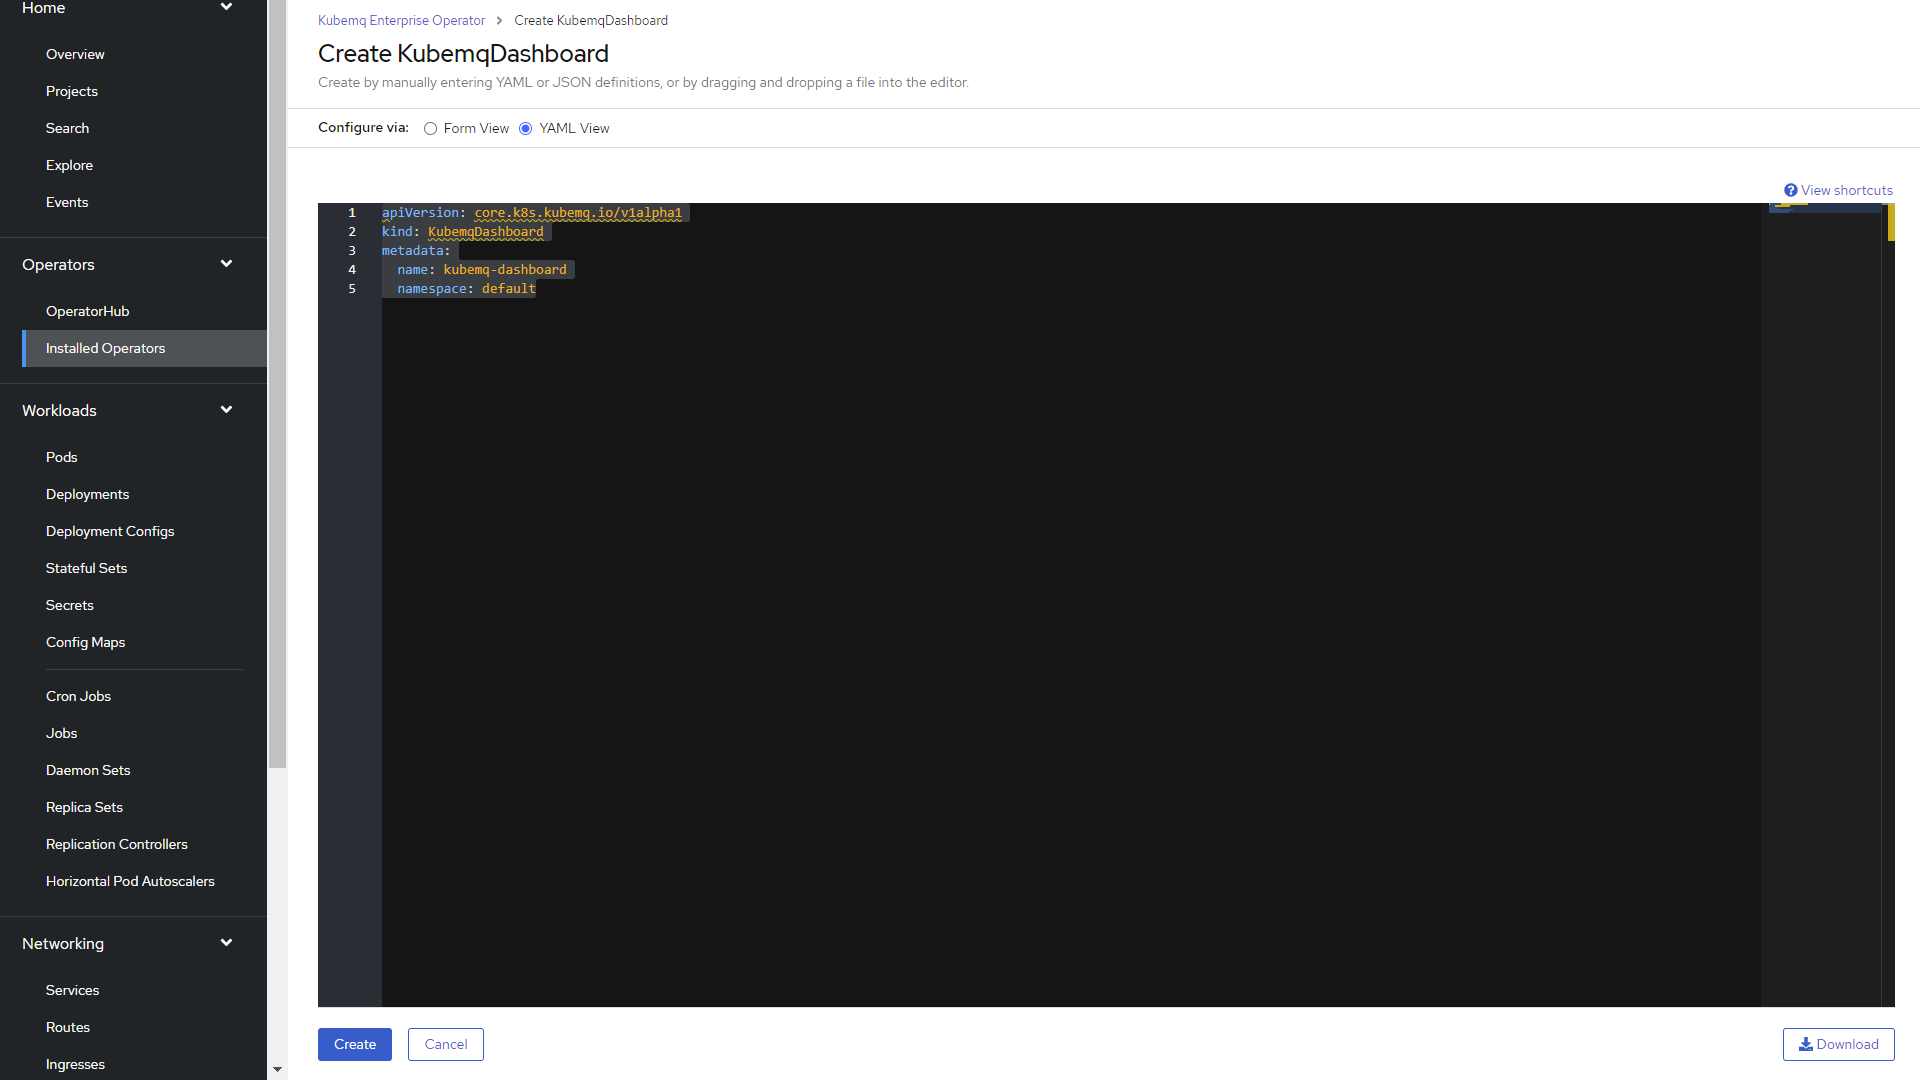 Home
Overview
Projects
Search
Explore
Events
Operators
OperatorHub
Installed Operators
Workloads
Pods
Deployments
Deployment Configs
Stateful Sets
Secrets
Config Maps
Cron Jobs
Jobs
Daemon Sets
Replica Sets
Replication Controllers
Horizontal Pod Autoscalers
Networking
Services
Routes
Ingresses
Kubemq Enterprise Operator > Create KubemqDashboard
Create KubemqDashboard
Create by manually entering YAML or JSON definitions, or by dragging and dropping a file into the editor.
Configure via: Form View YAML View
View shortcuts
1 apiVersion: core.k8s.kubemq.io/v1alpha1
2 kind: KubemqDashboard
3 metadata:
4   name: kubemq-dashboard
5   namespace: default
Create Cancel Download